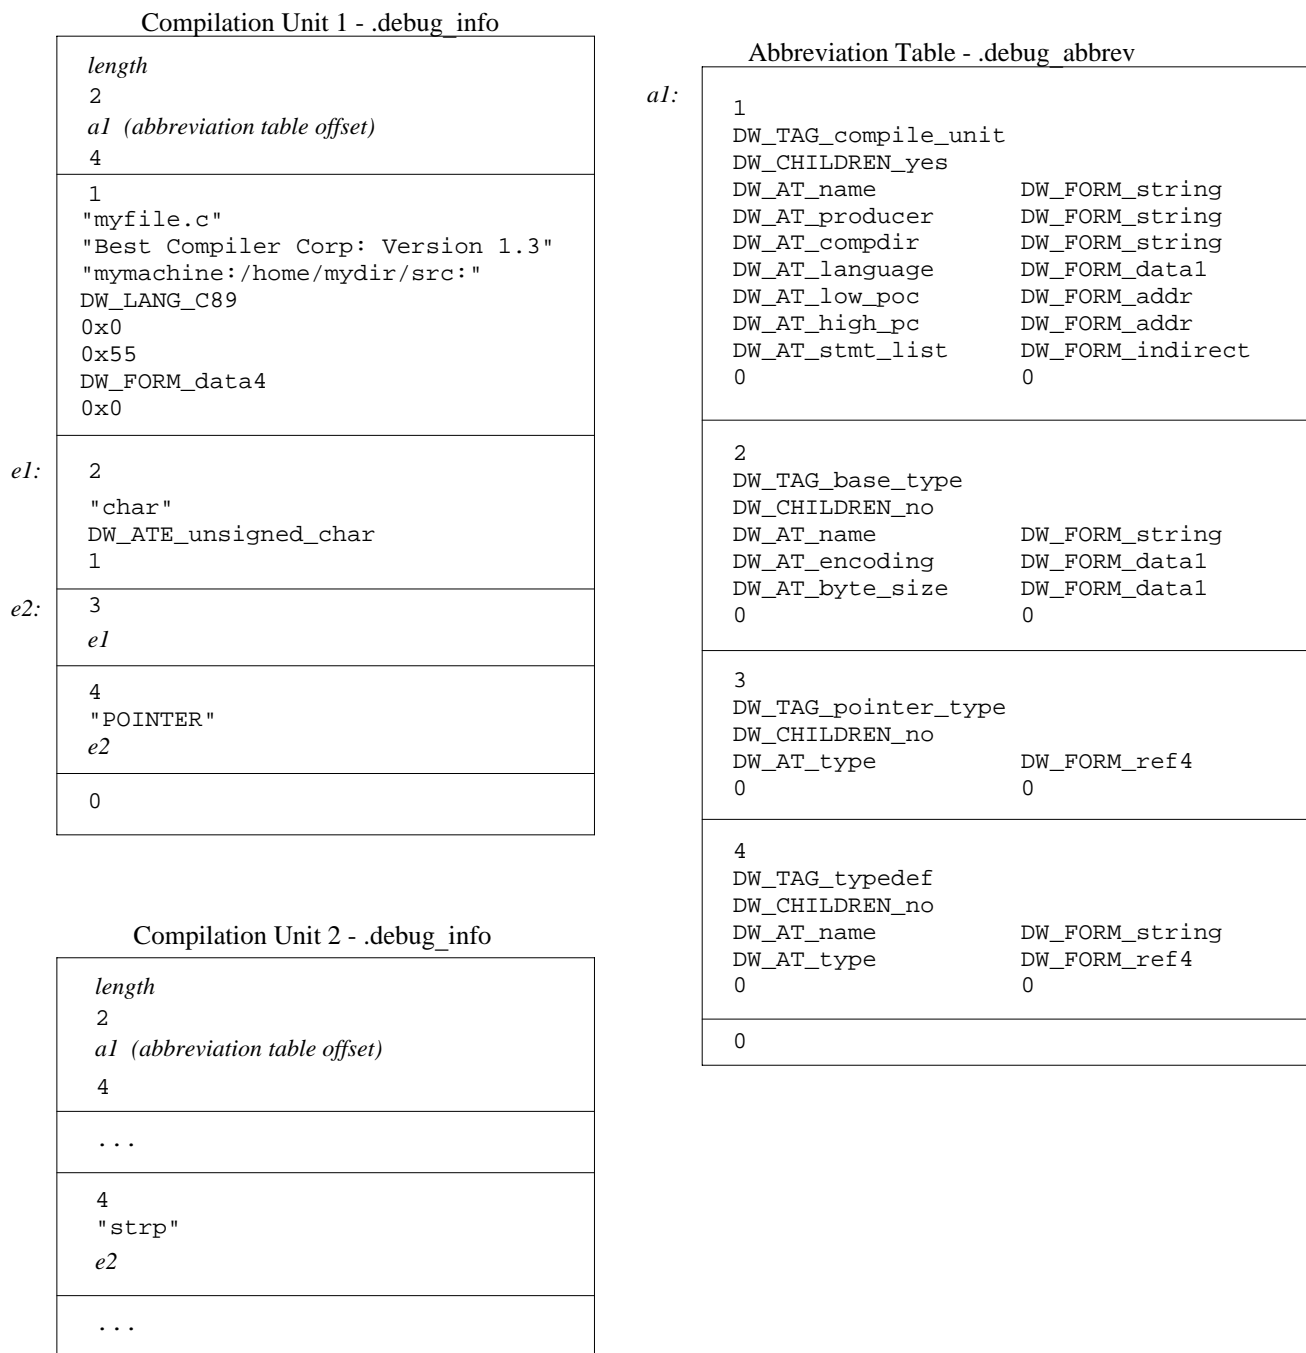 Compilation Unit 1 - .debug_info
length
2
a1 (abbreviation table offset)
4
1
"myfile.c"
"Best Compiler Corp: Version 1.3"
"mymachine:/home/mydir/src:"
DW_LANG_C89
0x0
0x55
DW_FORM_data4
0x0
e1: 2
"char"
DW_ATE_unsigned_char
1
e2: 3
e1
4
"POINTER"
e2
0
Compilation Unit 2 - .debug_info
length
2
a1 (abbreviation table offset)
4
...
4
"strp"
e2
...
Abbreviation Table - .debug_abbrev
a1: 1
DW_TAG_compile_unit
DW_CHILDREN_yes
DW_AT_name DW_FORM_string
DW_AT_producer DW_FORM_string
DW_AT_compdir DW_FORM_string
DW_AT_language DW_FORM_data1
DW_AT_low_poc DW_FORM_addr
DW_AT_high_pc DW_FORM_addr
DW_AT_stmt_list DW_FORM_indirect
0 0
2
DW_TAG_base_type
DW_CHILDREN_no
DW_AT_name DW_FORM_string
DW_AT_encoding DW_FORM_data1
DW_AT_byte_size DW_FORM_data1
0 0
3
DW_TAG_pointer_type
DW_CHILDREN_no
DW_AT_type DW_FORM_ref4
0 0
4
DW_TAG_typedef
DW_CHILDREN_no
DW_AT_name DW_FORM_string
DW_AT_type DW_FORM_ref4
0 0
0